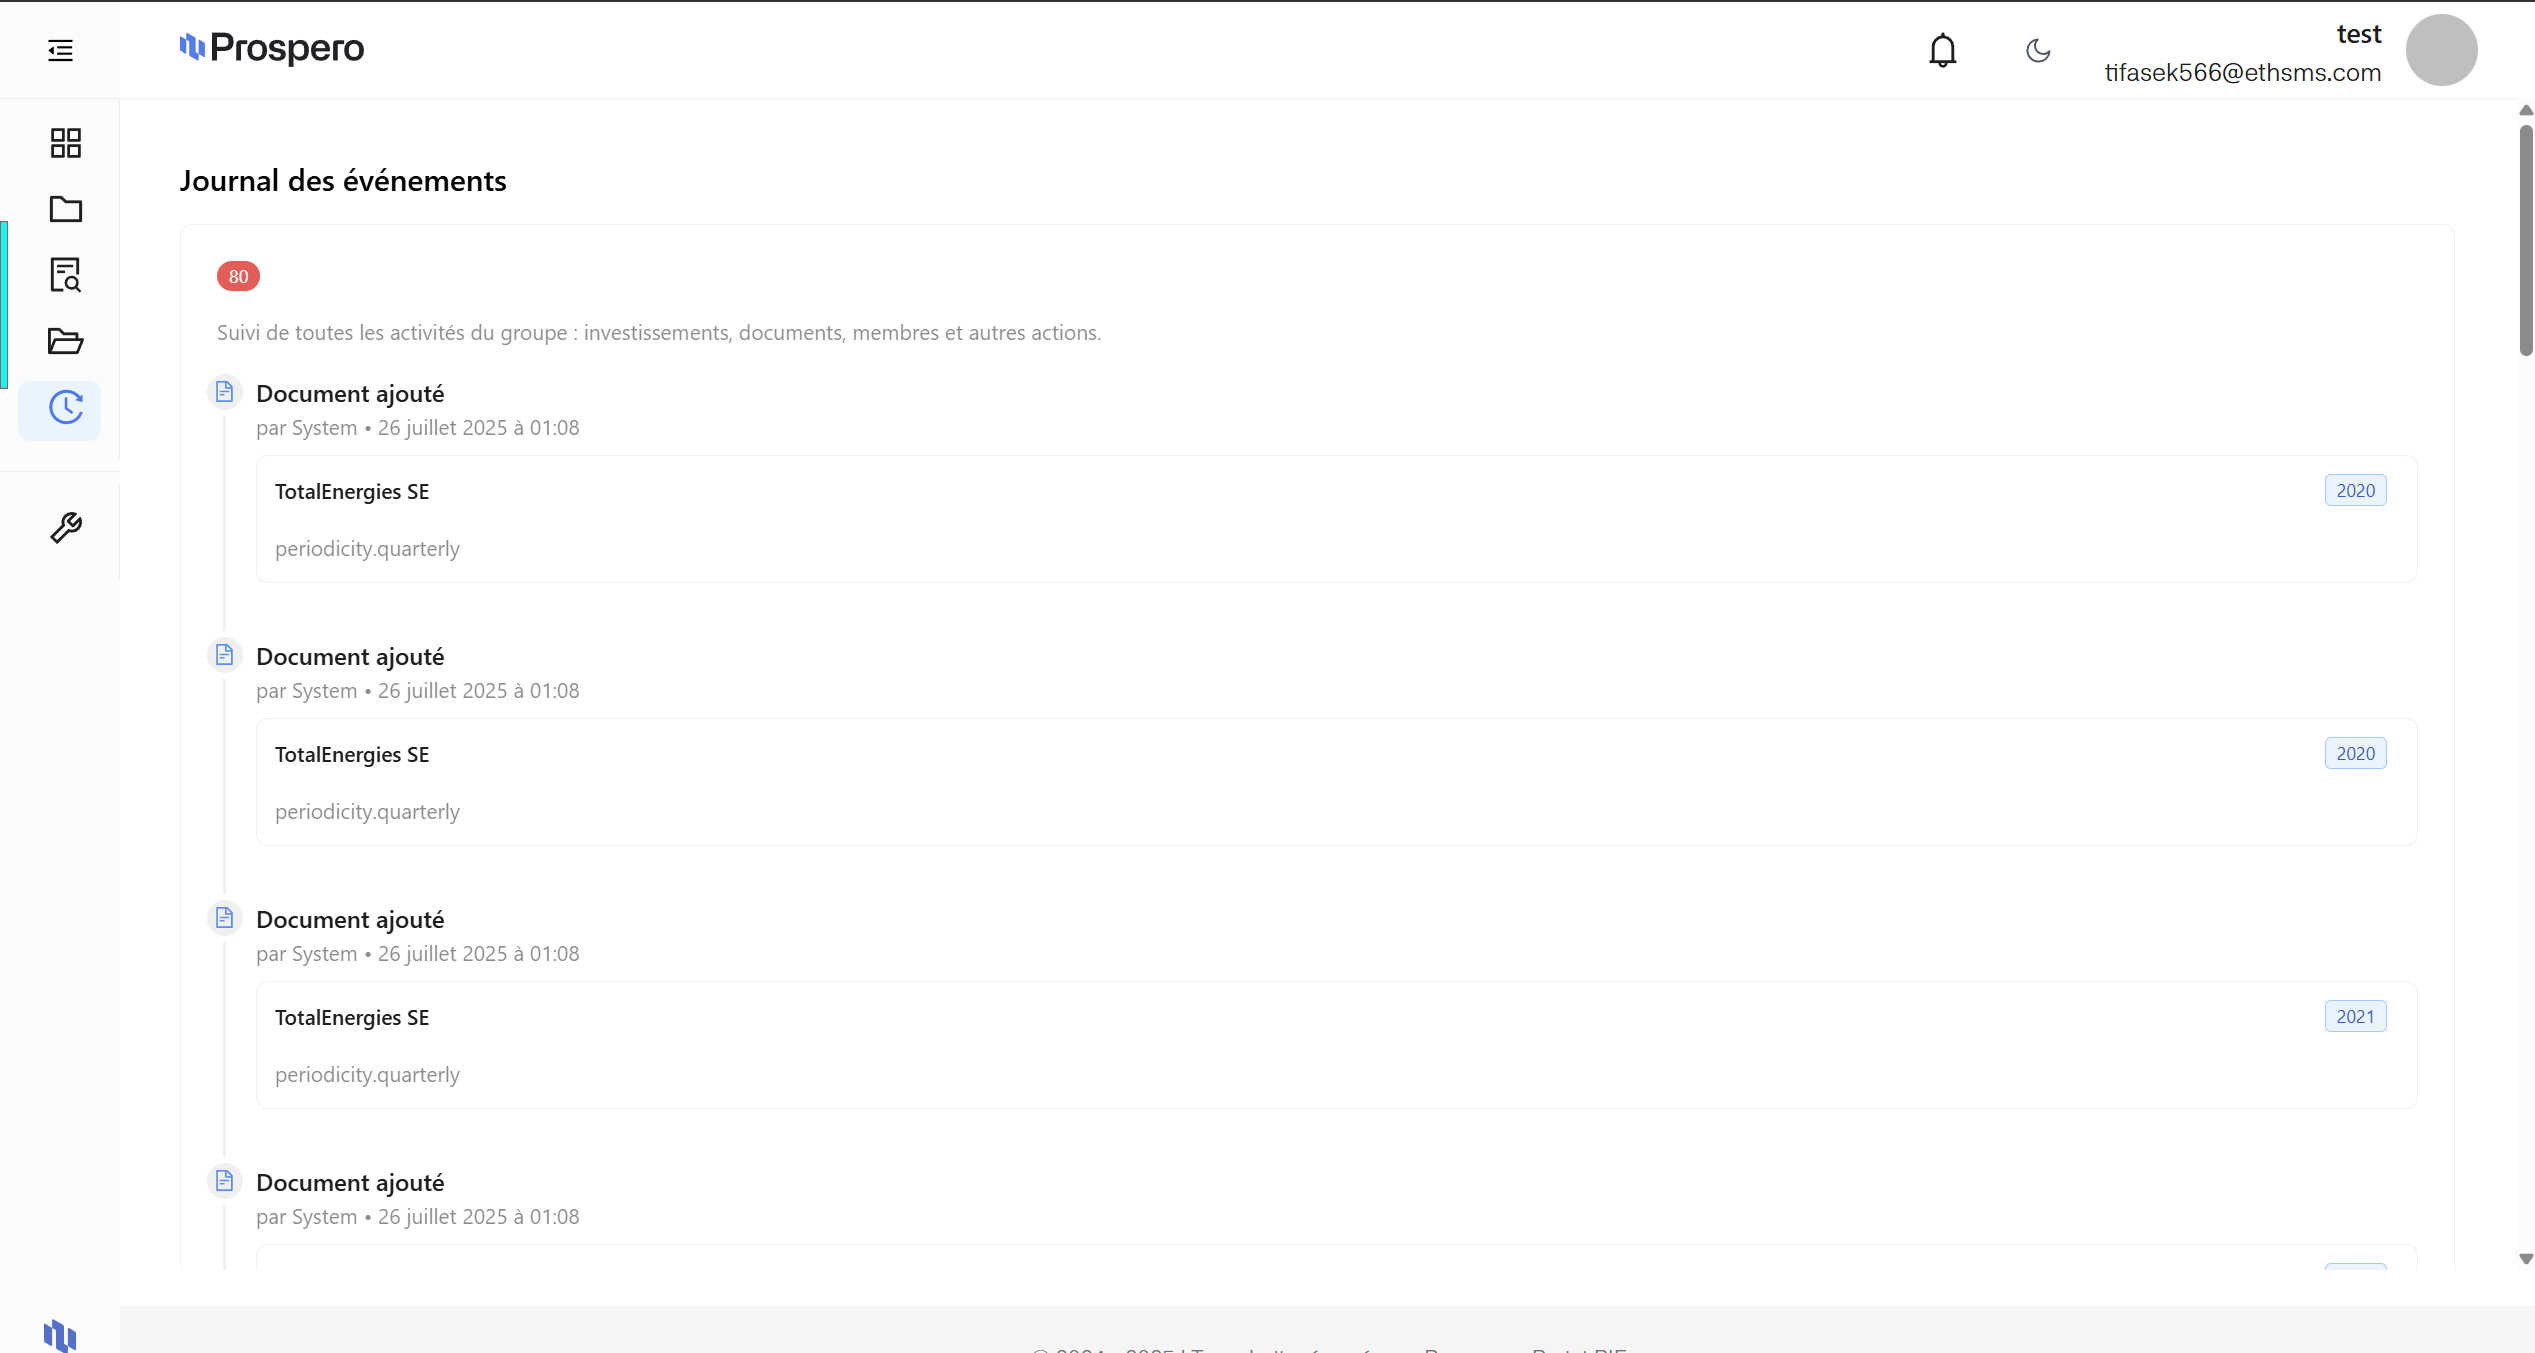 Prospero
test
tifasek566@ethsms.com
Journal des événements
80
Suivi de toutes les activités du groupe : investissements, documents, membres et autres actions.
Document ajouté
par System • 26 juillet 2025 à 01:08
TotalEnergies SE
2020
periodicity.quarterly
Document ajouté
par System • 26 juillet 2025 à 01:08
TotalEnergies SE
2020
periodicity.quarterly
Document ajouté
par System • 26 juillet 2025 à 01:08
TotalEnergies SE
2021
periodicity.quarterly
Document ajouté
par System • 26 juillet 2025 à 01:08